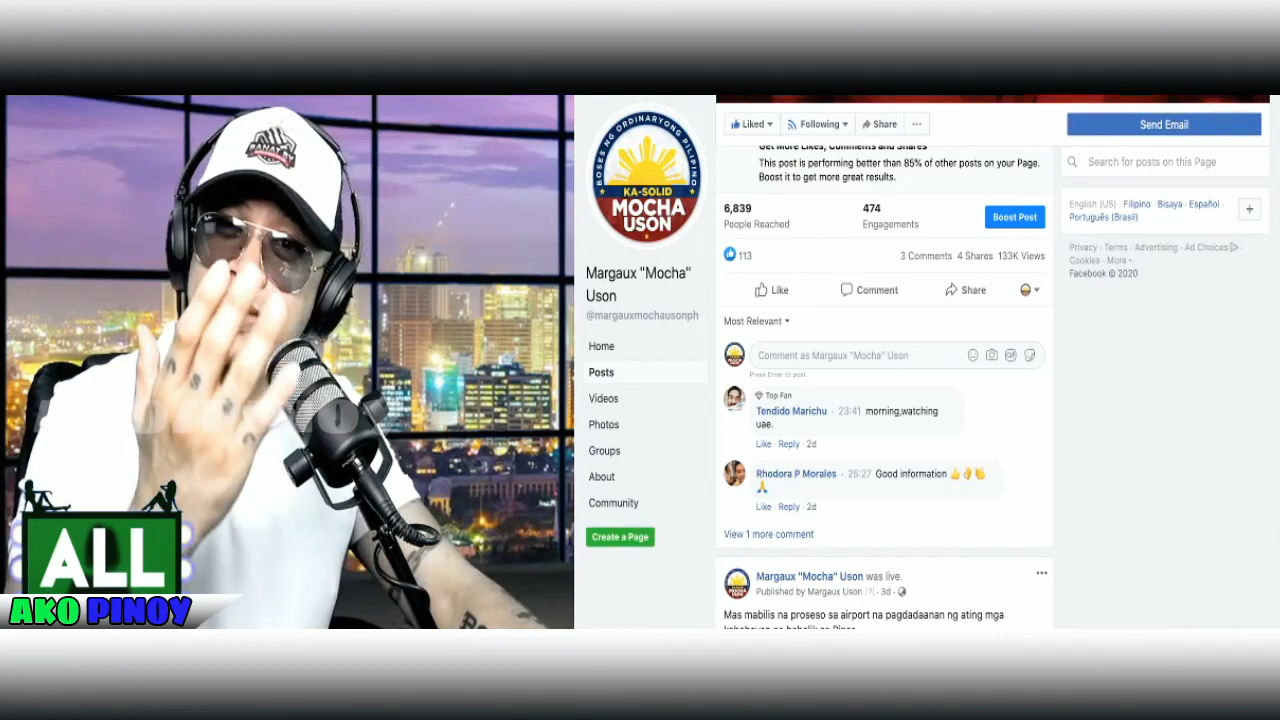 BANATBY
ALL
AKO PINOY
BOSES NG ORDINARYONG PILIPINO
KA-SOLID
MOCHA
USON
Margaux "Mocha"
Uson
@margauxmochausonph
Home
Posts
Videos
Photos
Groups
About
Community
Create a Page
Liked
Following
Share
Get More Likes, Comments and Shares
This post is performing better than 85% of other posts on your Page.
Boost it to get more great results.
6,839
People Reached
474
Engagements
Boost Post
113
3 Comments 4 Shares 133K Views
Like
Comment
Share
Most Relevant
Comment as Margaux "Mocha" Uson
Press Enter to post.
Top Fan
Tendido Marichu · 23:41 morning,watching
uae.
Like · Reply · 2d
Rhodora P Morales · 25:27 Good information 👍👌👏
🙏
Like · Reply · 2d
View 1 more comment
Margaux "Mocha" Uson was live.
Published by Margaux Uson [?] · 3d ·
Mas mabilis na proseso sa airport na pagdadaanan ng ating mga
Send Email
Search for posts on this Page
English (US) · Filipino · Bisaya · Español ·
Português (Brasil)
Privacy · Terms · Advertising · Ad Choices
Cookies · More
Facebook © 2020